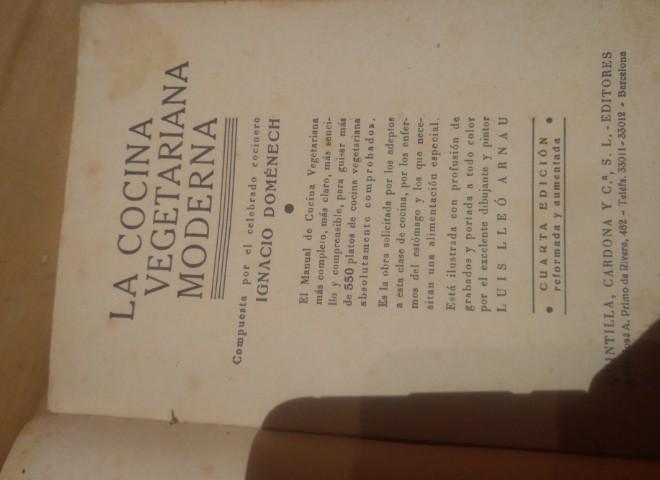 LA COCINA
VEGETARIANA
MODERNA
Compuesta por el celebrado cocinero
IGNACIO DOMÉNECH
El Manual de Cocina Vegetariana
más completo, más claro, más senci-
llo y comprensible, para guisar más
de 550 platos de cocina vegetariana
absolutamente comprobados.
Es la obra solicitada por los adeptos
a esta clase de cocina, por los enfer-
mos del estómago y los que nece-
sitan una alimentación especial.
Está ilustrada con profusión de
grabados y portada a todo color
por el excelente dibujante y pintor
LUIS LLEÓ ARNAU
• CUARTA EDICIÓN •
reformada y aumentada
QUINTILLA, CARDONA Y C.ª, S. L. - EDITORES
José A. Primo de Rivera, 482 - Teléfs. 33011-33012 - Barcelona